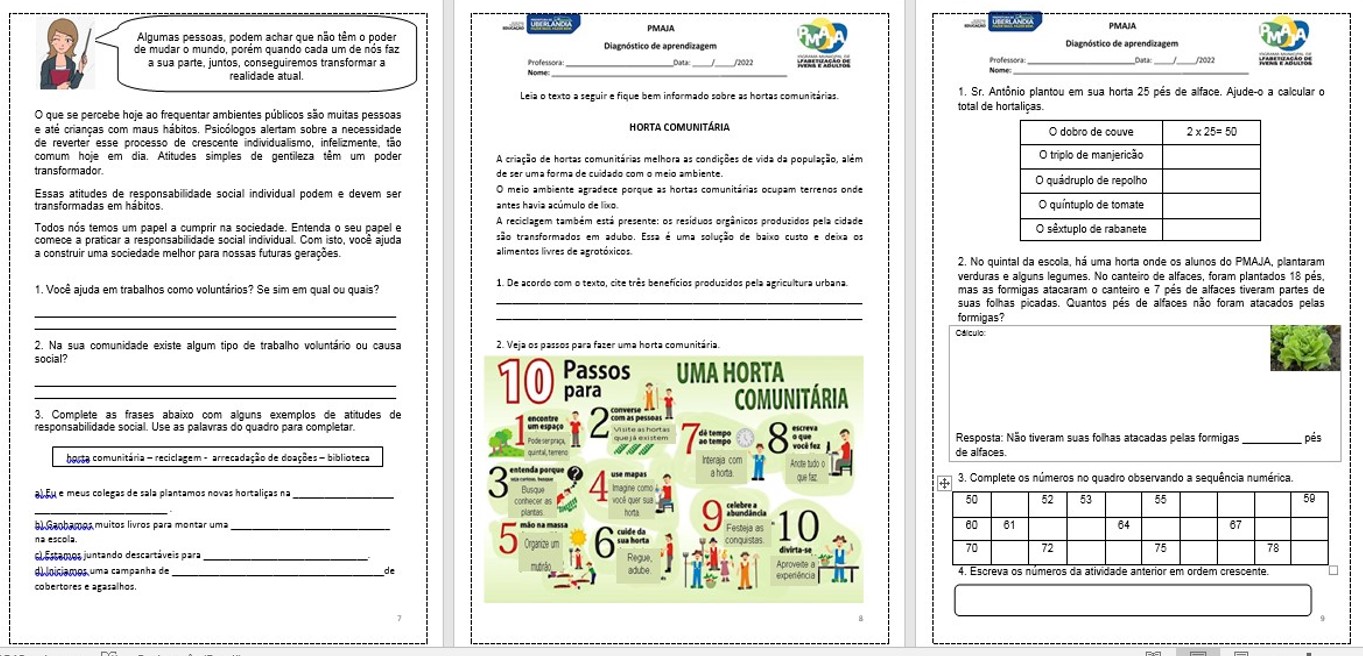 Algumas pessoas, podem achar que não têm o poder
de mudar o mundo, porém quando cada um de nós faz
a sua parte, juntos, conseguiremos transformar a
realidade atual.
O que se percebe hoje ao frequentar ambientes públicos são muitas pessoas
e até crianças com maus hábitos. Psicólogos alertam sobre a necessidade
de reverter esse processo de crescente individualismo, infelizmente, tão
comum hoje em dia. Atitudes simples de gentileza têm um poder
transformador.
Essas atitudes de responsabilidade social individual podem e devem ser
transformadas em hábitos.
Todos nós temos um papel a cumprir na sociedade. Entenda o seu papel e
comece a praticar a responsabilidade social individual. Com isto, você ajuda
a construir uma sociedade melhor para nossas futuras gerações.
1. Você ajuda em trabalhos como voluntários? Se sim em qual ou quais?
2. Na sua comunidade existe algum tipo de trabalho voluntário ou causa
social?
3. Complete as frases abaixo com alguns exemplos de atitudes de
responsabilidade social. Use as palavras do quadro para completar.
horta comunitária – reciclagem - arrecadação de doações – biblioteca
a) Eu e meus colegas de sala plantamos novas hortaliças na ____________________
____________________ .
b) Ganhamos muitos livros para montar uma ____________________
na escola.
c) Estamos juntando descartáveis para ____________________.
d) Iniciamos uma campanha de ____________________de
cobertores e agasalhos.
7
EDUCAÇÃO
UBERLÂNDIA
PMAJA
Diagnóstico de aprendizagem
Professora: ____________________Data: _____/_____/2022
Nome: ____________________
PMAJA
PROGRAMA MUNICIPAL DE
ALFABETIZAÇÃO DE
JOVENS E ADULTOS
Leia o texto a seguir e fique bem informado sobre as hortas comunitárias.
HORTA COMUNITÁRIA
A criação de hortas comunitárias melhora as condições de vida da população, além
de ser uma forma de cuidado com o meio ambiente.
O meio ambiente agradece porque as hortas comunitárias ocupam terrenos onde
antes havia acúmulo de lixo.
A reciclagem também está presente: os resíduos orgânicos produzidos pela cidade
são transformados em adubo. Essa é uma solução de baixo custo e deixa os
alimentos livres de agrotóxicos.
1. De acordo com o texto, cite três benefícios produzidos pela agricultura urbana.
2. Veja os passos para fazer uma horta comunitária.
10 Passos para UMA HORTA COMUNITÁRIA
1 encontre um espaço
Pode ser praça,
quintal, terreno
2 converse com as pessoas
Visite as hortas
que já existem
3 entenda porque
Busque
conhecer as
plantas
4 use mapas
Imagine como
você quer sua
horta
5 mão na massa
Organize um
mutirão
6 cuide da sua horta
Regue,
adube.
7 dê tempo ao tempo
Interaja com
a horta.
8 escreva o que você fez
Anote tudo o
que faz
9 celebre a abundância
Festeja as
conquistas.
10 divirta-se
Aproveite a
experiência
8
EDUCAÇÃO
UBERLÂNDIA
PMAJA
Diagnóstico de aprendizagem
Professora: ____________________Data: _____/_____/2022
Nome: ____________________
PMAJA
PROGRAMA MUNICIPAL DE
ALFABETIZAÇÃO DE
JOVENS E ADULTOS
1. Sr. Antônio plantou em sua horta 25 pés de alface. Ajude-o a calcular o
total de hortaliças.
O dobro de couve 2 x 25= 50
O triplo de manjericão
O quádruplo de repolho
O quíntuplo de tomate
O sêxtuplo de rabanete
2. No quintal da escola, há uma horta onde os alunos do PMAJA, plantaram
verduras e alguns legumes. No canteiro de alfaces, foram plantados 18 pés,
mas as formigas atacaram o canteiro e 7 pés de alfaces tiveram partes de
suas folhas picadas. Quantos pés de alfaces não foram atacados pelas
formigas?
Cálculo:
Resposta: Não tiveram suas folhas atacadas pelas formigas __________ pés
de alfaces.
3. Complete os números no quadro observando a sequência numérica.
50 52 53 55 59
60 61 64 67
70 72 75 78
4. Escreva os números da atividade anterior em ordem crescente.
9